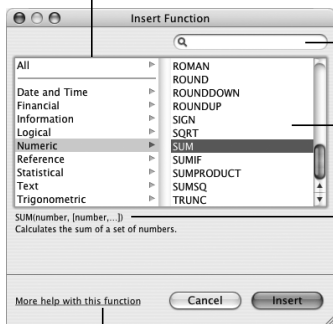 Insert Function
All
Date and Time
Financial
Information
Logical
Numeric
Reference
Statistical
Text
Trigonometric
ROMAN
ROUND
ROUNDDOWN
ROUNDUP
SIGN
SQRT
SUM
SUMIF
SUMPRODUCT
SUMSQ
TRUNC
SUM(number, [number,...])
Calculates the sum of a set of numbers.
More help with this function
Cancel
Insert